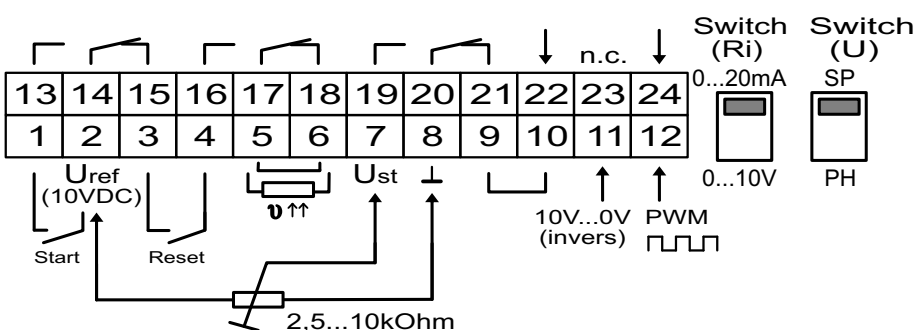 Switch Switch
(Ri) (U)
n.c.
0...20mA SP
13 14 15 16 17 18 19 20 21 22 23 24
1 2 3 4 5 6 7 8 9 10 11 12
0...10V PH
Uref Ust ⊥
(10VDC)
υ ↑↑
10V...0V PWM
(invers)
Start Reset
2,5...10kOhm